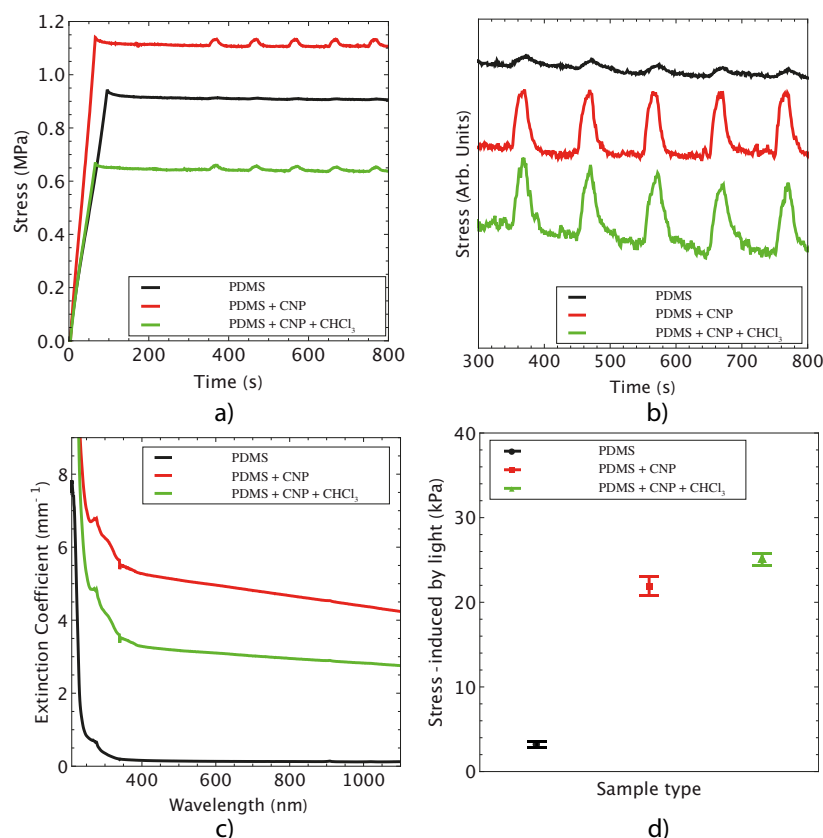 Stress (MPa)
1.2
1.0
0.8
0.6
0.4
0.2
0.0
0
200
400
600
800
Time (s)
PDMS
PDMS + CNP
PDMS + CNP + CHCl₃
a)
Stress (Arb. Units)
PDMS
PDMS + CNP
PDMS + CNP + CHCl₃
300
400
500
600
700
800
Time (s)
b)
Extinction Coefficient (mm⁻¹)
8
6
4
2
0
PDMS
PDMS + CNP
PDMS + CNP + CHCl₃
400
600
800
1000
Wavelength (nm)
c)
Stress - induced by light (kPa)
40
30
20
10
0
PDMS
PDMS + CNP
PDMS + CNP + CHCl₃
Sample type
d)